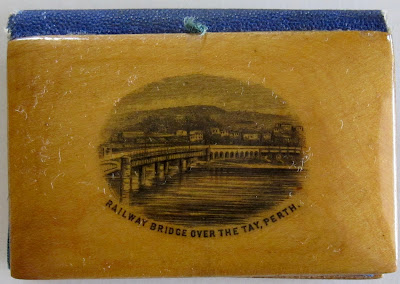 RAILWAY BRIDGE OVER THE TAY, PERTH.